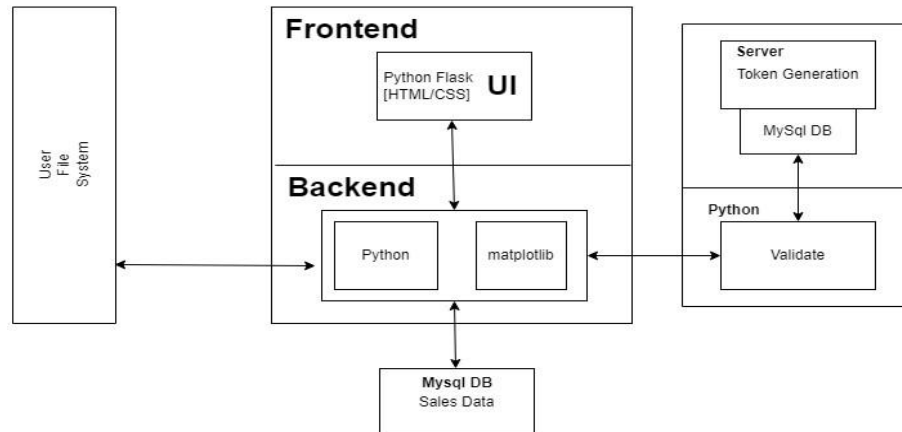 User
File
System
Frontend
Python Flask
[HTML/CSS]
UI
Backend
Python
matplotlib
Mysql DB
Sales Data
Server
Token Generation
MySql DB
Python
Validate